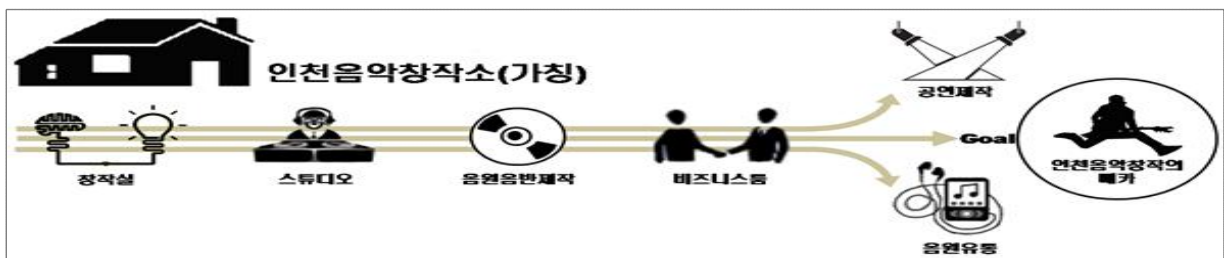 인천음악창작소(가칭)
공연제작
창작실
스튜디오
음원음반제작
비즈니스룸
Goal
인천음악창작의
메카
음원유통